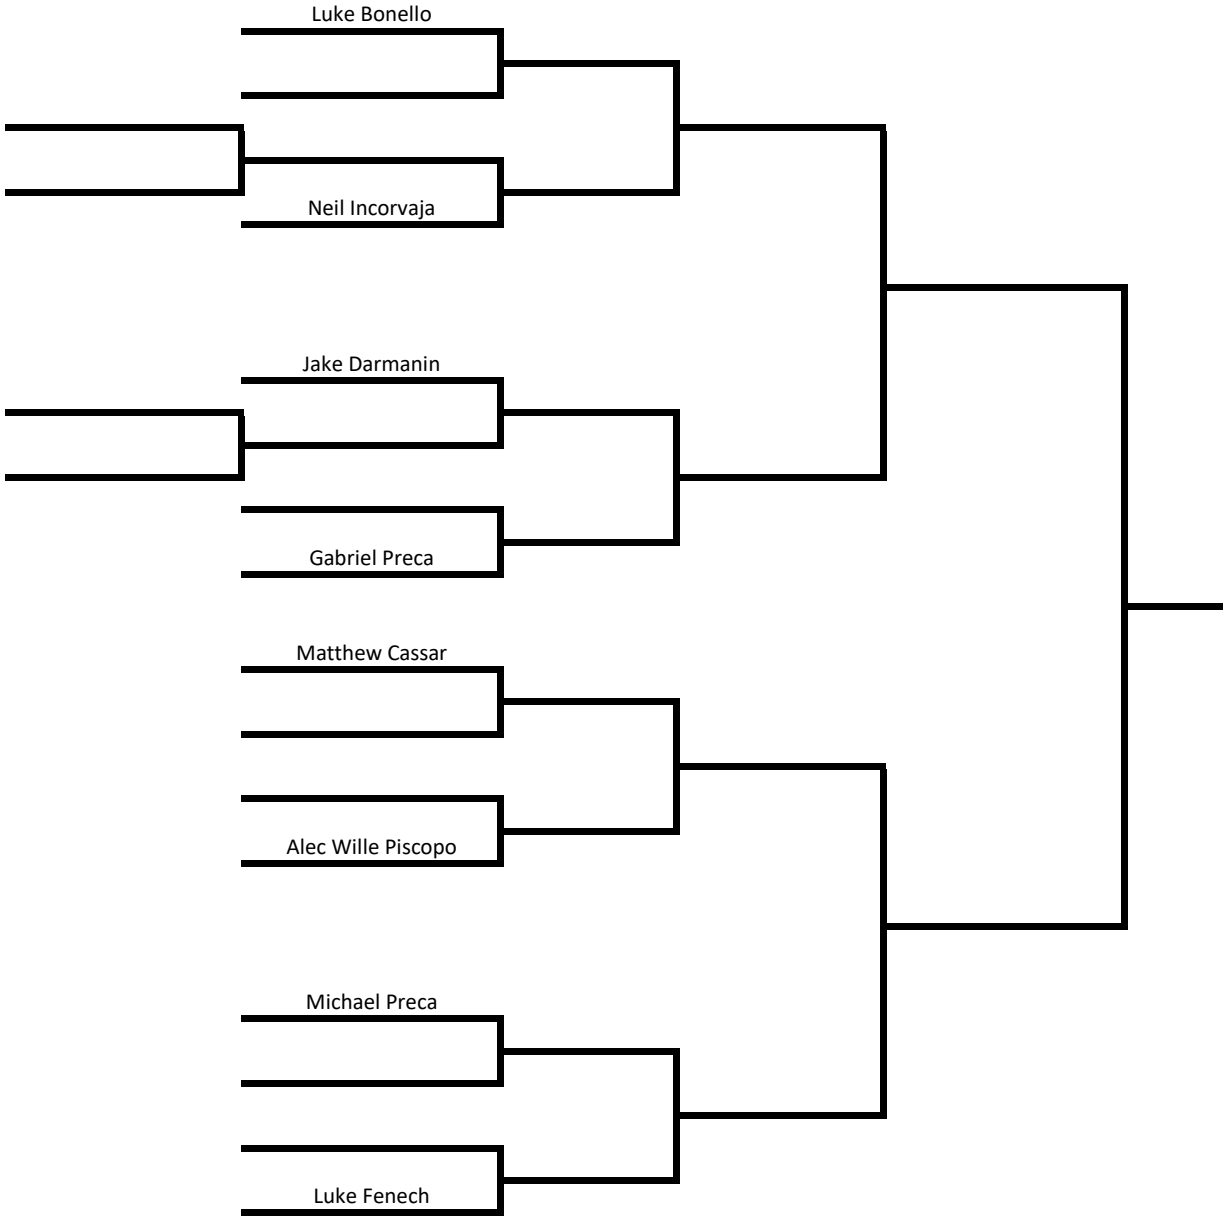 Luke Bonello
Neil Incorvaja
Jake Darmanin
Gabriel Preca
Matthew Cassar
Alec Wille Piscopo
Michael Preca
Luke Fenech